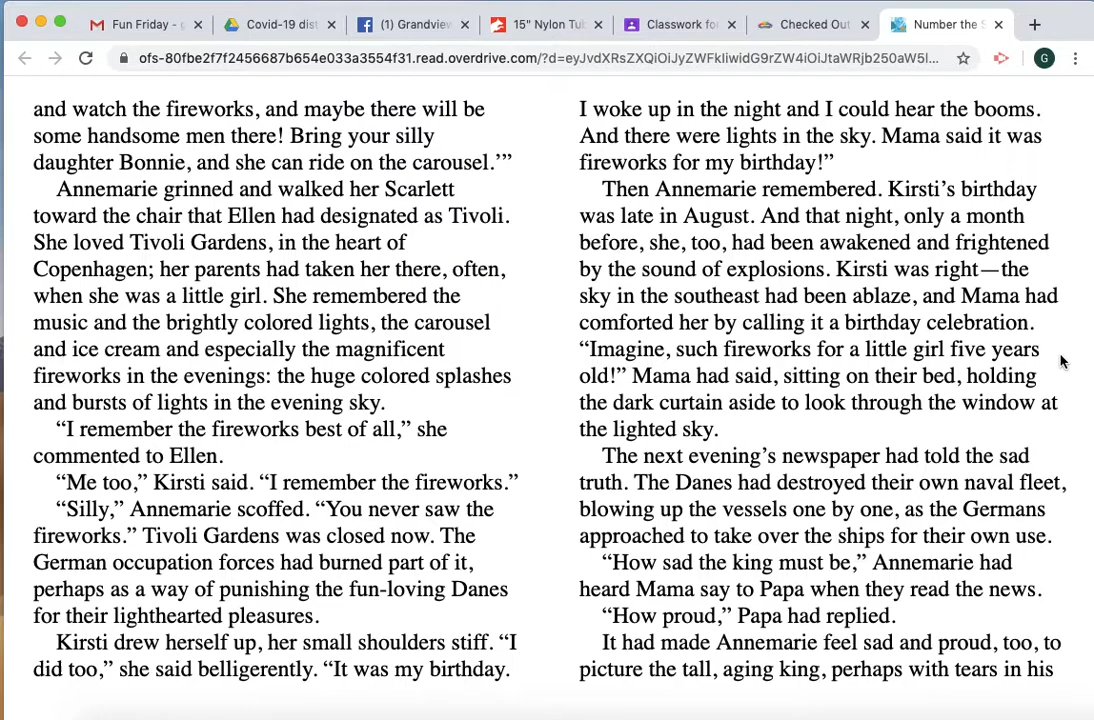 Fun Friday - g
Covid-19 dist
(1) Grandview
15" Nylon Tub
Classwork for
Checked Out
Number the S
ofs-80fbe2f7f2456687b654e033a3554f31.read.overdrive.com/?d=eyJvdXRsZXQiOiJyZWFkIiwidG9rZW4iOiJtaWRjb250aW5l...
G
and watch the fireworks, and maybe there will be
some handsome men there! Bring your silly
daughter Bonnie, and she can ride on the carousel.’”
Annemarie grinned and walked her Scarlett
toward the chair that Ellen had designated as Tivoli.
She loved Tivoli Gardens, in the heart of
Copenhagen; her parents had taken her there, often,
when she was a little girl. She remembered the
music and the brightly colored lights, the carousel
and ice cream and especially the magnificent
fireworks in the evenings: the huge colored splashes
and bursts of lights in the evening sky.
“I remember the fireworks best of all,” she
commented to Ellen.
“Me too,” Kirsti said. “I remember the fireworks.”
“Silly,” Annemarie scoffed. “You never saw the
fireworks.” Tivoli Gardens was closed now. The
German occupation forces had burned part of it,
perhaps as a way of punishing the fun-loving Danes
for their lighthearted pleasures.
Kirsti drew herself up, her small shoulders stiff. “I
did too,” she said belligerently. “It was my birthday.
I woke up in the night and I could hear the booms.
And there were lights in the sky. Mama said it was
fireworks for my birthday!”
Then Annemarie remembered. Kirsti’s birthday
was late in August. And that night, only a month
before, she, too, had been awakened and frightened
by the sound of explosions. Kirsti was right—the
sky in the southeast had been ablaze, and Mama had
comforted her by calling it a birthday celebration.
“Imagine, such fireworks for a little girl five years
old!” Mama had said, sitting on their bed, holding
the dark curtain aside to look through the window at
the lighted sky.
The next evening’s newspaper had told the sad
truth. The Danes had destroyed their own naval fleet,
blowing up the vessels one by one, as the Germans
approached to take over the ships for their own use.
“How sad the king must be,” Annemarie had
heard Mama say to Papa when they read the news.
“How proud,” Papa had replied.
It had made Annemarie feel sad and proud, too, to
picture the tall, aging king, perhaps with tears in his